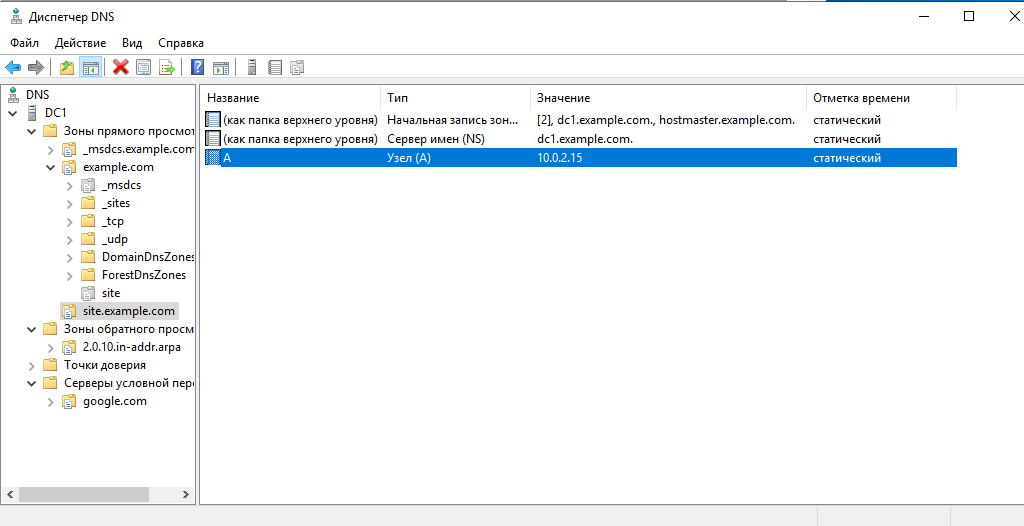 Диспетчер DNS
Файл Действие Вид Справка
DNS
DC1
Зоны прямого просмот
_msdcs.example.com
example.com
_msdcs
_sites
_tcp
_udp
DomainDnsZones
ForestDnsZones
site
site.example.com
Зоны обратного просм
2.0.10.in-addr.arpa
Точки доверия
Серверы условной пере
google.com
Название Тип Значение Отметка времени
(как папка верхнего уровня) Начальная запись зон... [2], dc1.example.com., hostmaster.example.com. статический
(как папка верхнего уровня) Сервер имен (NS) dc1.example.com. статический
A Узел (A) 10.0.2.15 статический